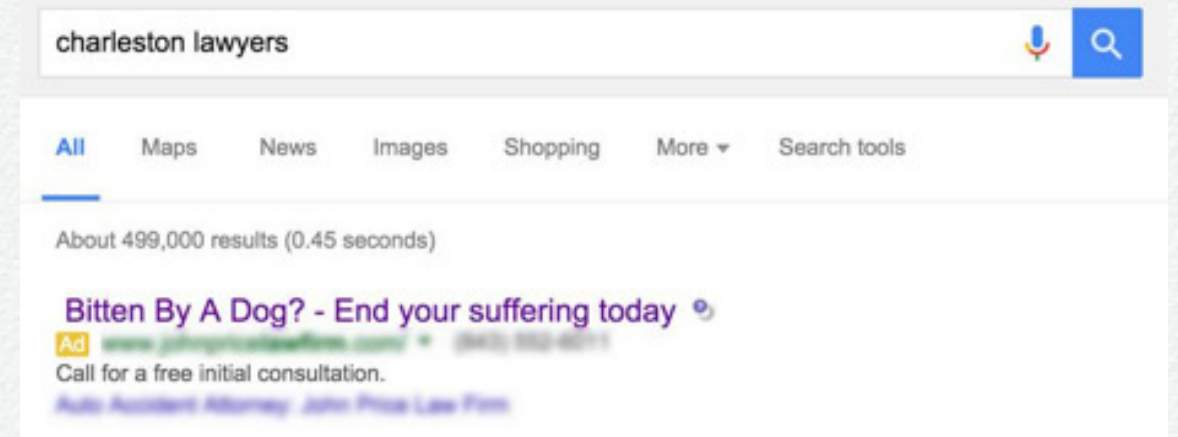 charleston lawyers
All Maps News Images Shopping More Search tools
About 499,000 results (0.45 seconds)
Bitten By A Dog? - End your suffering today
Ad
Call for a free initial consultation.